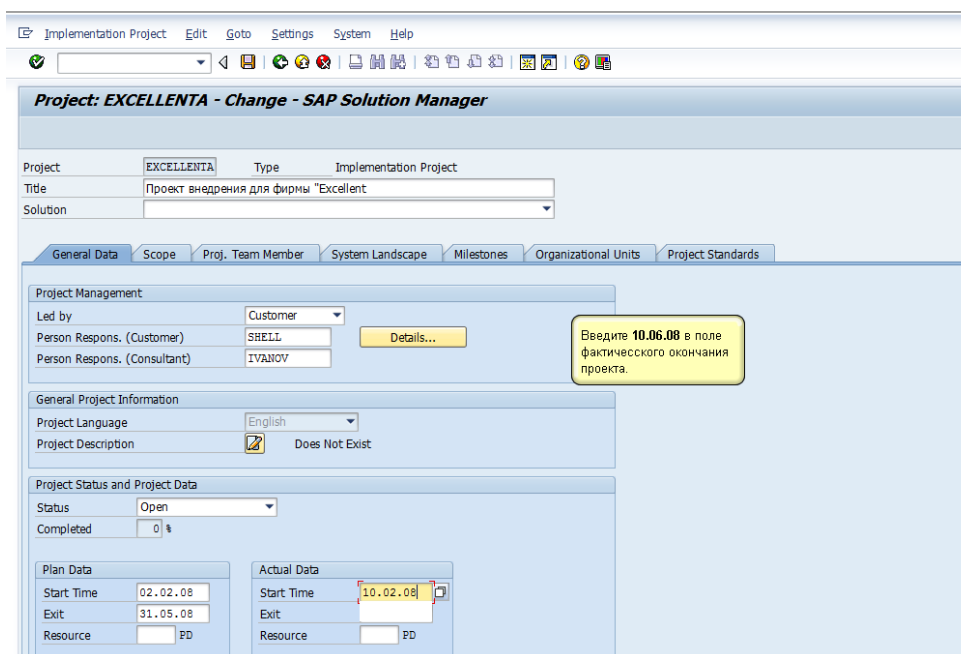 Implementation Project Edit Goto Settings System Help
Project: EXCELLENTA - Change - SAP Solution Manager
Project EXCELLENTA Type Implementation Project
Title Проект внедрения для фирмы "Excellent
Solution
General Data Scope Proj. Team Member System Landscape Milestones Organizational Units Project Standards
Project Management
Led by Customer
Person Respons. (Customer) SHELL Details...
Person Respons. (Consultant) IVANOV
Введите 10.06.08 в поле
фактичесского окончания
проекта.
General Project Information
Project Language English
Project Description Does Not Exist
Project Status and Project Data
Status Open
Completed 0 %
Plan Data Actual Data
Start Time 02.02.08 Start Time 10.02.08
Exit 31.05.08 Exit
Resource PD Resource PD